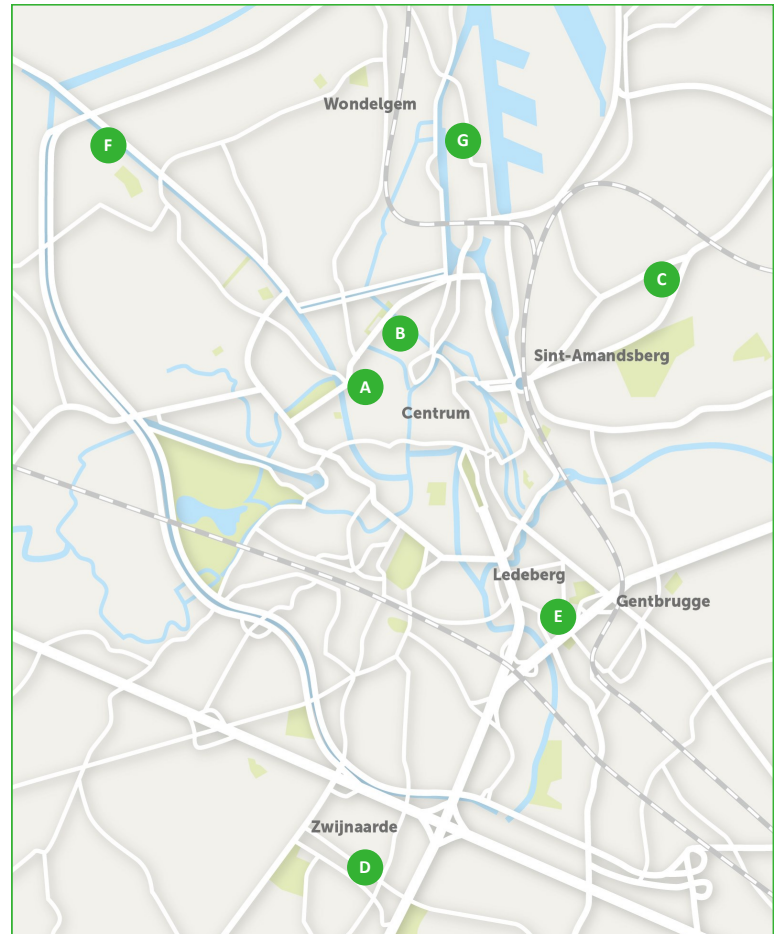 Wondelgem
G
F
C
B
Sint-Amandsberg
A
Centrum
Ledeberg
Gentbrugge
E
Zwijnaarde
D